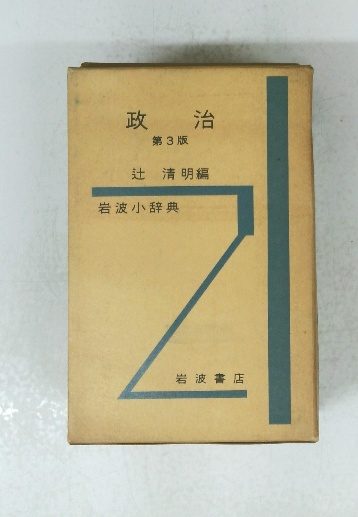 政 治
第3版
辻 清明編
岩波小辞典
岩波書店